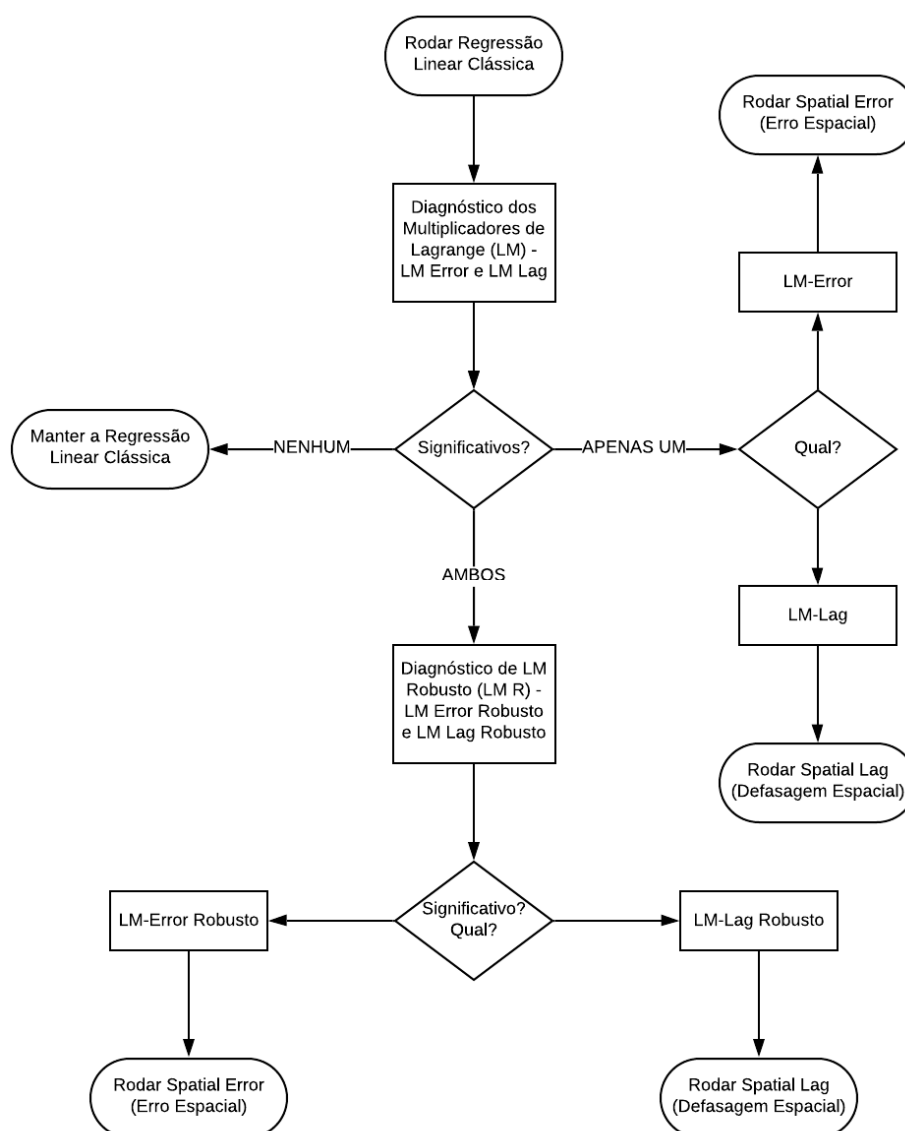 Rodar Regressão
Linear Clássica
Rodar Spatial Error
(Erro Espacial)
Diagnóstico dos
Multiplicadores de
Lagrange (LM) -
LM Error e LM Lag
LM-Error
Manter a Regressão
Linear Clássica
NENHUM
Significativos?
APENAS UM
Qual?
AMBOS
LM-Lag
Diagnóstico de LM
Robusto (LM R) -
LM Error Robusto
e LM Lag Robusto
Rodar Spatial Lag
(Defasagem Espacial)
LM-Error Robusto
Significativo?
Qual?
LM-Lag Robusto
Rodar Spatial Error
(Erro Espacial)
Rodar Spatial Lag
(Defasagem Espacial)